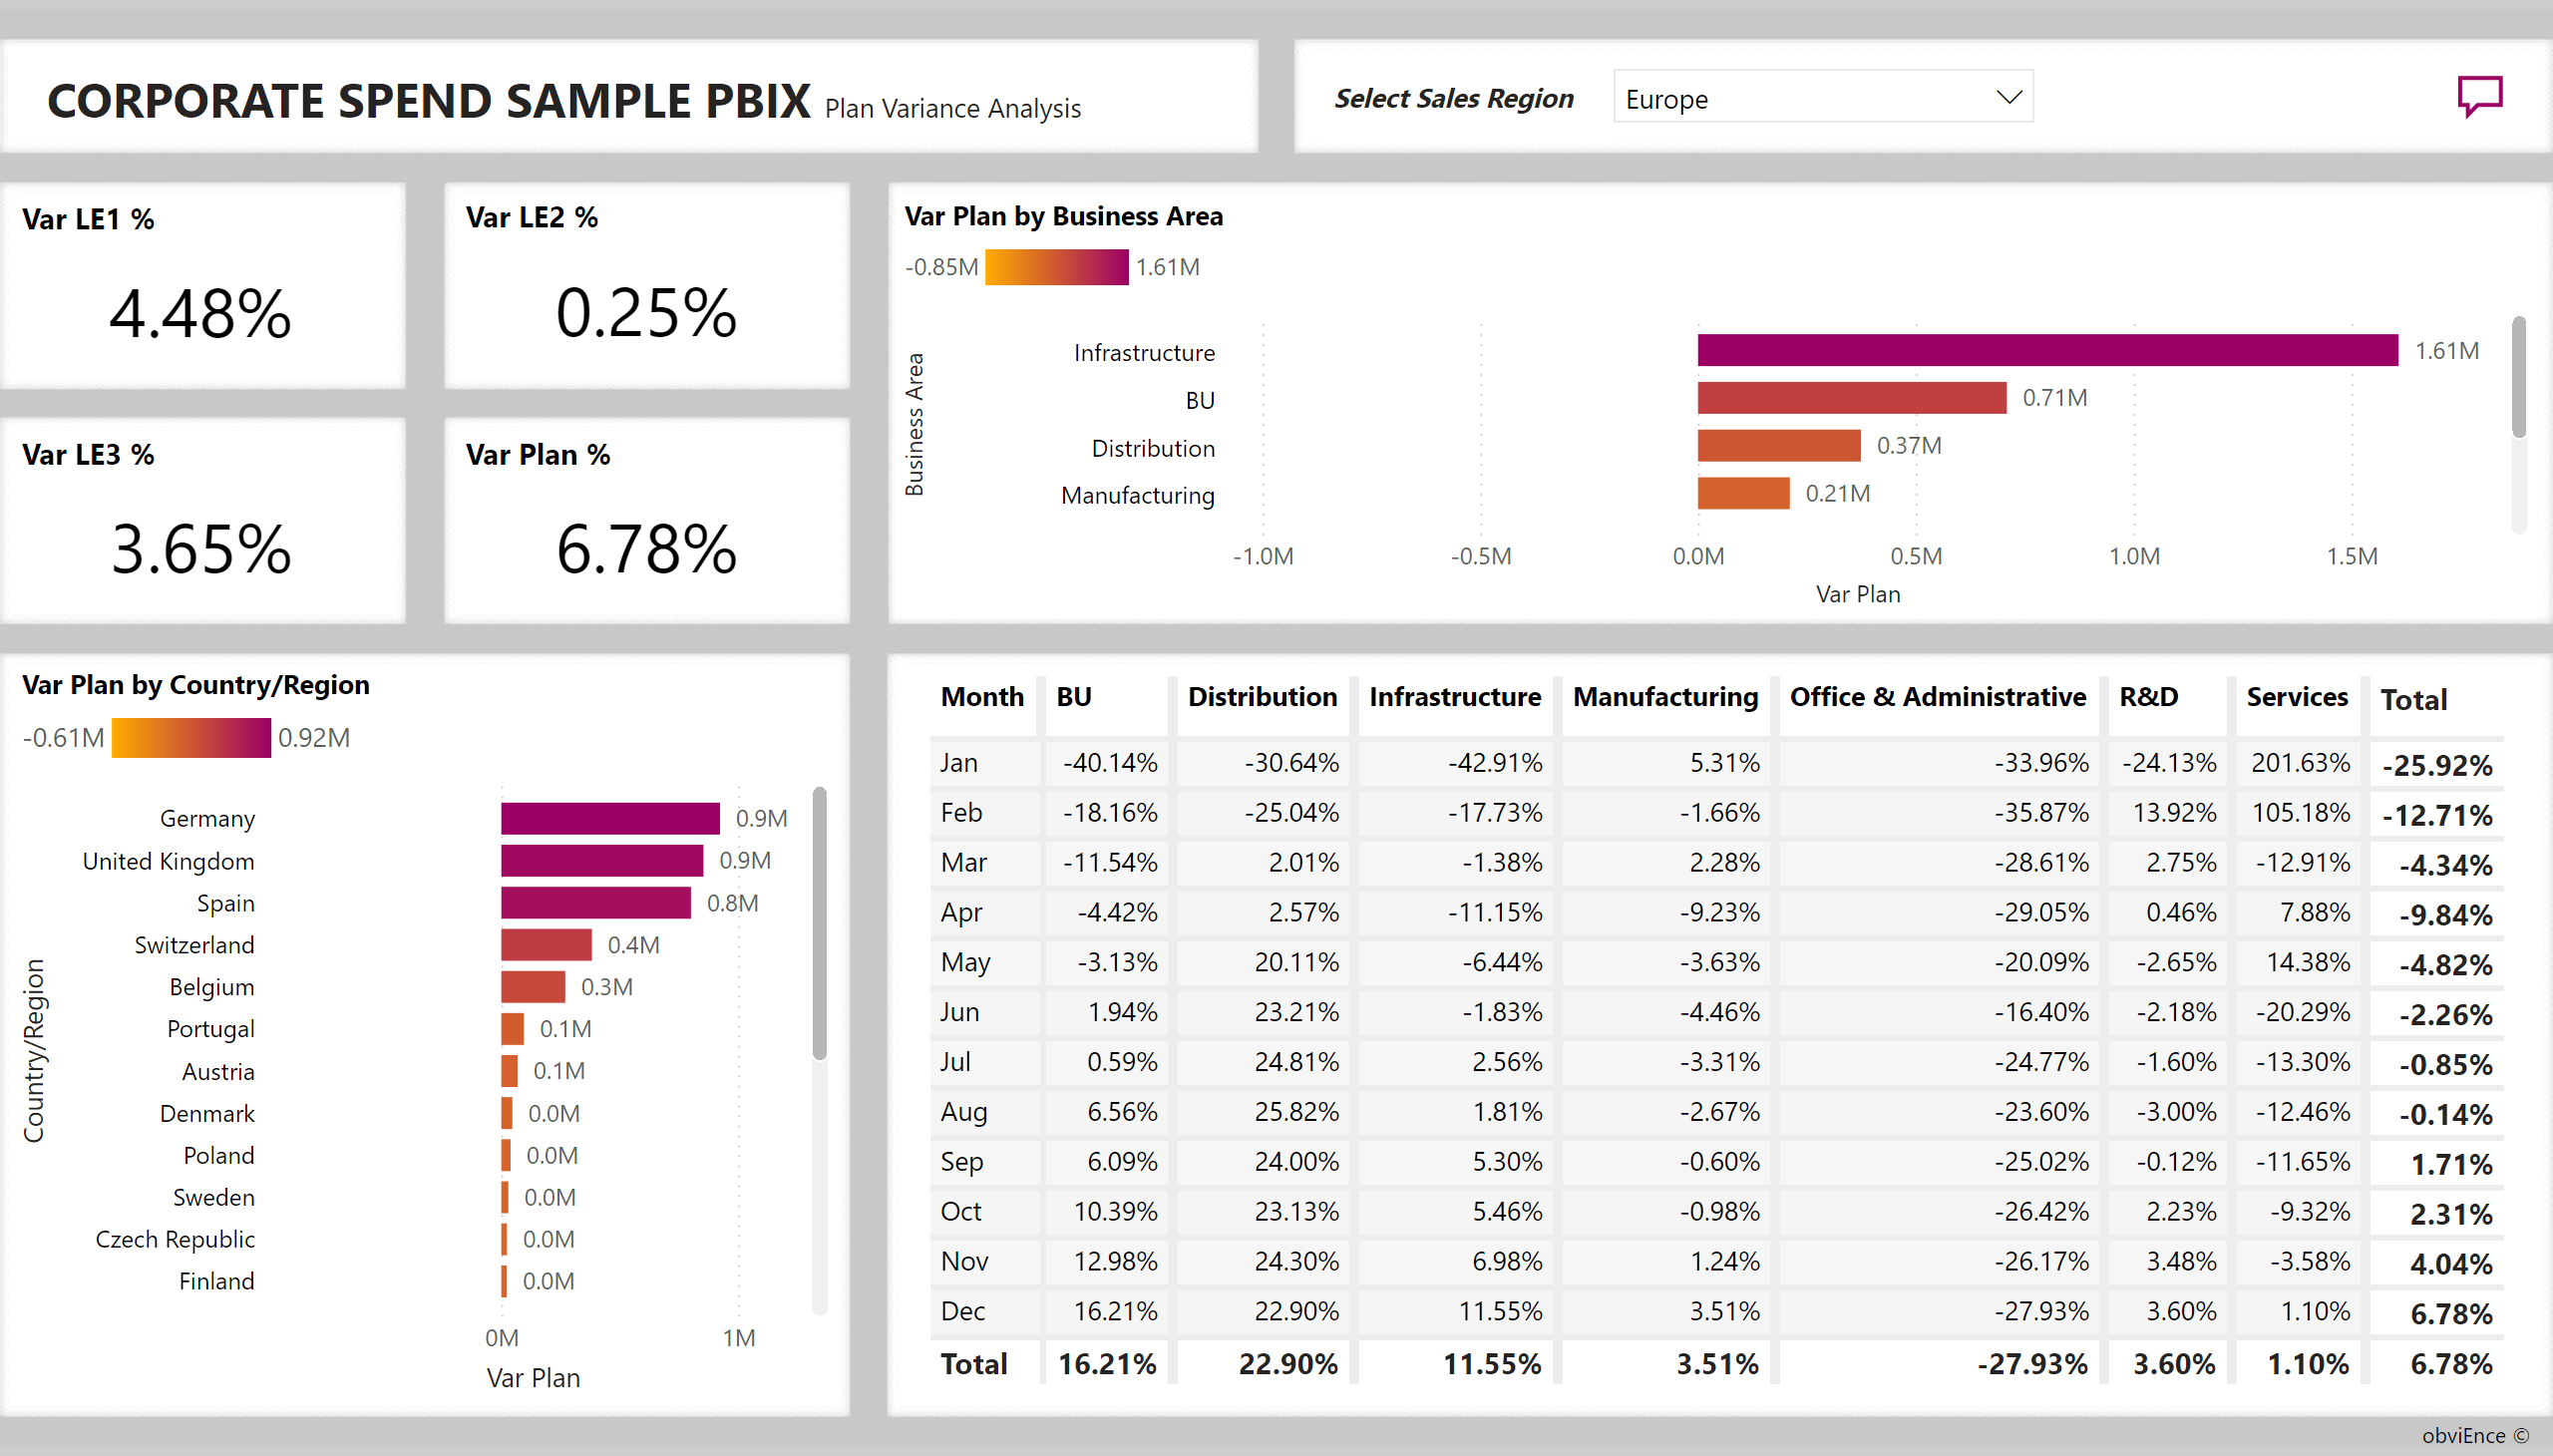 CORPORATE SPEND SAMPLE PBIX Plan Variance Analysis
Select Sales Region
Europe
Var LE1 %
4.48%
Var LE2 %
0.25%
Var LE3 %
3.65%
Var Plan %
6.78%
Var Plan by Business Area
-0.85M 1.61M
Business Area
Infrastructure 1.61M
BU 0.71M
Distribution 0.37M
Manufacturing 0.21M
-1.0M -0.5M 0.0M 0.5M 1.0M 1.5M
Var Plan
Var Plan by Country/Region
-0.61M 0.92M
Country/Region
Germany 0.9M
United Kingdom 0.9M
Spain 0.8M
Switzerland 0.4M
Belgium 0.3M
Portugal 0.1M
Austria 0.1M
Denmark 0.0M
Poland 0.0M
Sweden 0.0M
Czech Republic 0.0M
Finland 0.0M
0M 1M
Var Plan
Month BU Distribution Infrastructure Manufacturing Office & Administrative R&D Services Total
Jan -40.14% -30.64% -42.91% 5.31% -33.96% -24.13% 201.63% -25.92%
Feb -18.16% -25.04% -17.73% -1.66% -35.87% 13.92% 105.18% -12.71%
Mar -11.54% 2.01% -1.38% 2.28% -28.61% 2.75% -12.91% -4.34%
Apr -4.42% 2.57% -11.15% -9.23% -29.05% 0.46% 7.88% -9.84%
May -3.13% 20.11% -6.44% -3.63% -20.09% -2.65% 14.38% -4.82%
Jun 1.94% 23.21% -1.83% -4.46% -16.40% -2.18% -20.29% -2.26%
Jul 0.59% 24.81% 2.56% -3.31% -24.77% -1.60% -13.30% -0.85%
Aug 6.56% 25.82% 1.81% -2.67% -23.60% -3.00% -12.46% -0.14%
Sep 6.09% 24.00% 5.30% -0.60% -25.02% -0.12% -11.65% 1.71%
Oct 10.39% 23.13% 5.46% -0.98% -26.42% 2.23% -9.32% 2.31%
Nov 12.98% 24.30% 6.98% 1.24% -26.17% 3.48% -3.58% 4.04%
Dec 16.21% 22.90% 11.55% 3.51% -27.93% 3.60% 1.10% 6.78%
Total 16.21% 22.90% 11.55% 3.51% -27.93% 3.60% 1.10% 6.78%
obviEnce ©